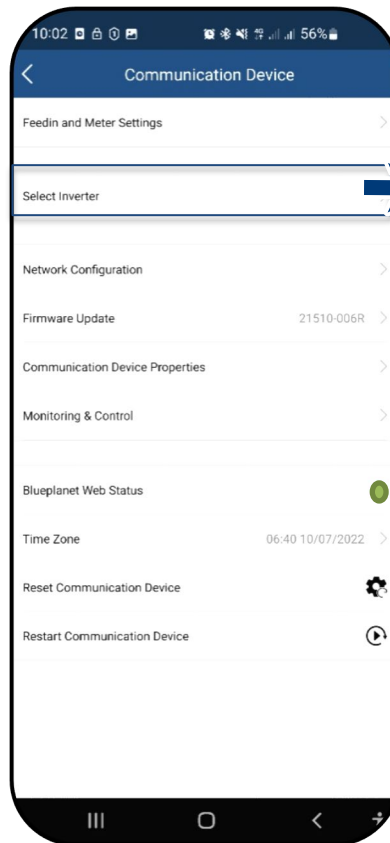 10:02 56%
Communication Device
Feedin and Meter Settings
Select Inverter
Network Configuration
Firmware Update 21510-006R
Communication Device Properties
Monitoring & Control
Blueplanet Web Status
Time Zone 06:40 10/07/2022
Reset Communication Device
Restart Communication Device